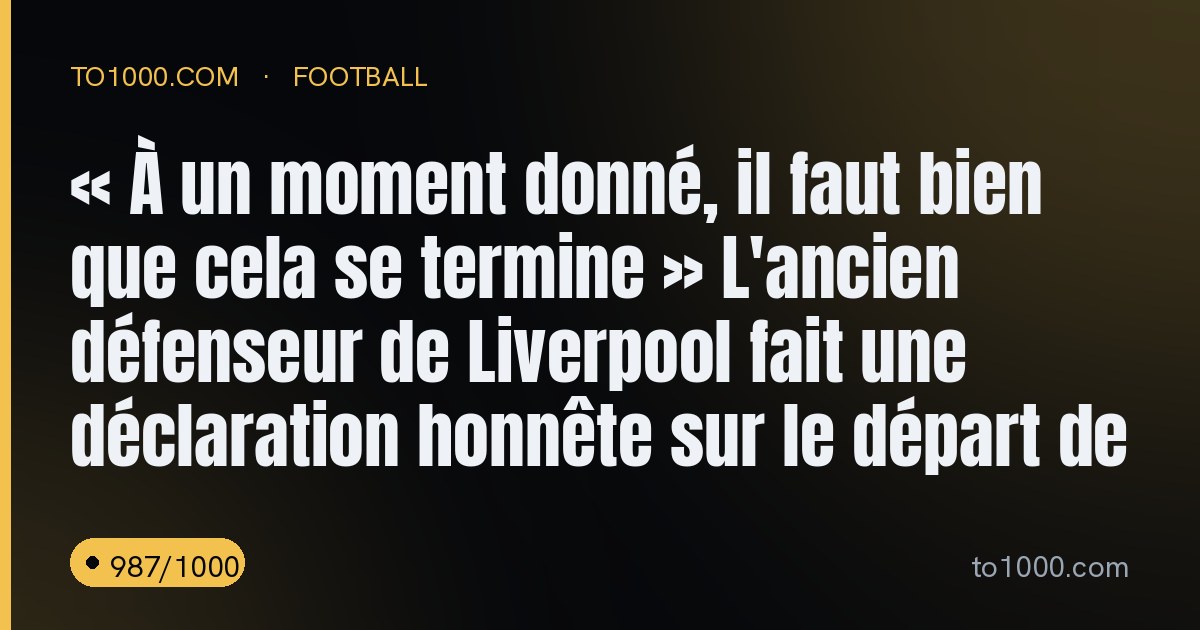 TO1000.COM · FOOTBALL
« À un moment donné, il faut bien
que cela se termine » L'ancien
défenseur de Liverpool fait une
déclaration honnête sur le départ de
987/1000
to1000.com